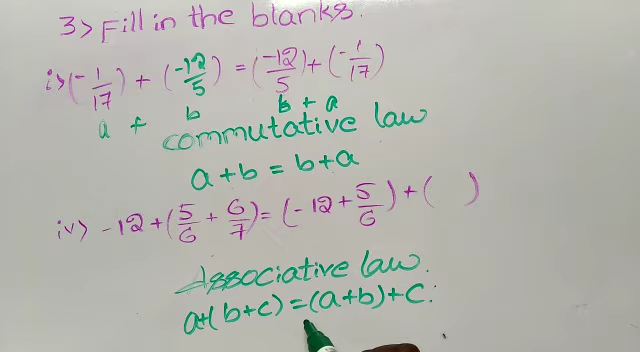 3> Fill in the blanks.
i> (-1/17) + (-12/5) = (-12/5) + (-1/17)
a + b b + a
commutative law
a+b = b+a
iv> -12 + (5/6 + 6/7) = (-12 + 5/6) + ( )
Associative law.
a+(b+c) = (a+b)+c.